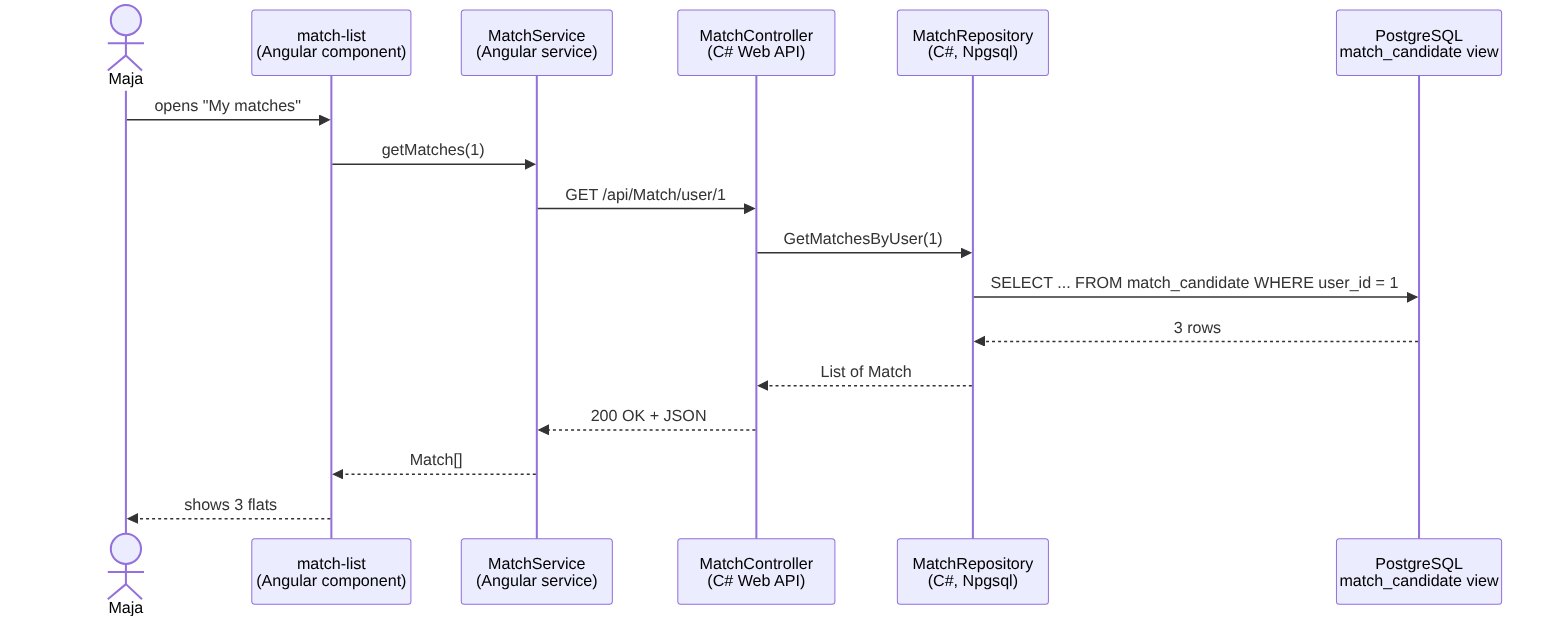 match-list
(Angular component)
MatchService
(Angular service)
MatchController
(C# Web API)
MatchRepository
(C#, Npgsql)
PostgreSQL
match_candidate view
Maja
opens "My matches"
getMatches(1)
GET /api/Match/user/1
GetMatchesByUser(1)
SELECT ... FROM match_candidate WHERE user_id = 1
3 rows
List of Match
200 OK + JSON
Match[]
shows 3 flats
match-list
(Angular component)
MatchService
(Angular service)
MatchController
(C# Web API)
MatchRepository
(C#, Npgsql)
PostgreSQL
match_candidate view
Maja